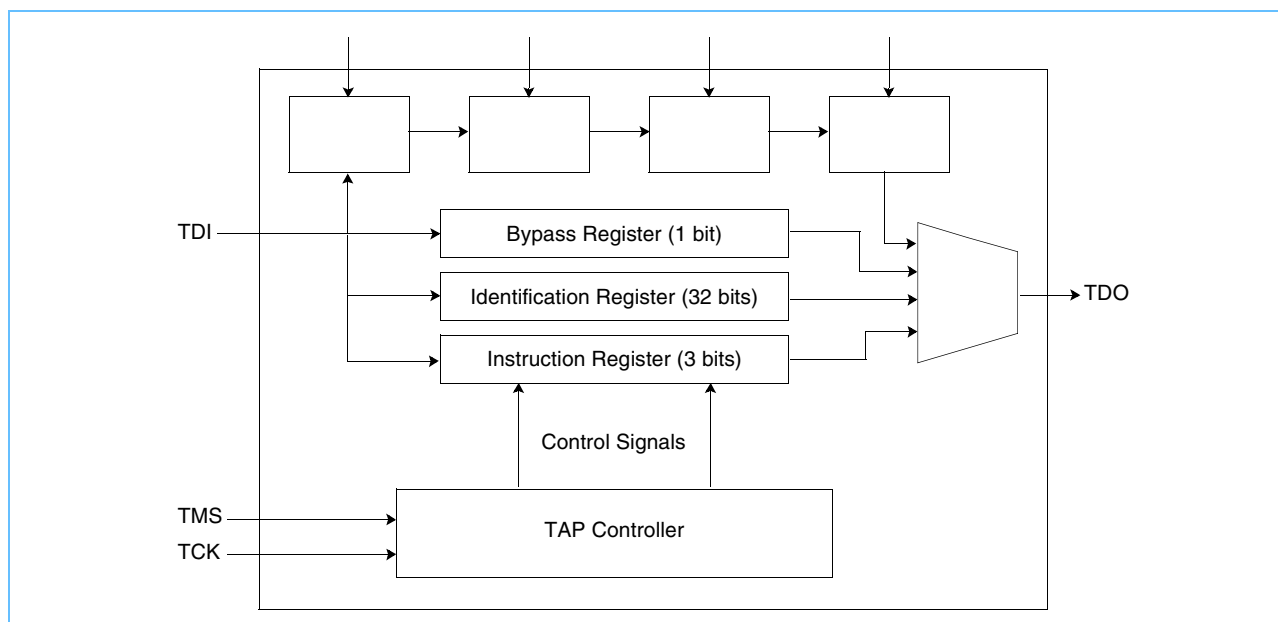 TDI
Bypass Register (1 bit)
Identification Register (32 bits)
TDO
Instruction Register (3 bits)
Control Signals
TMS
TAP Controller
TCK